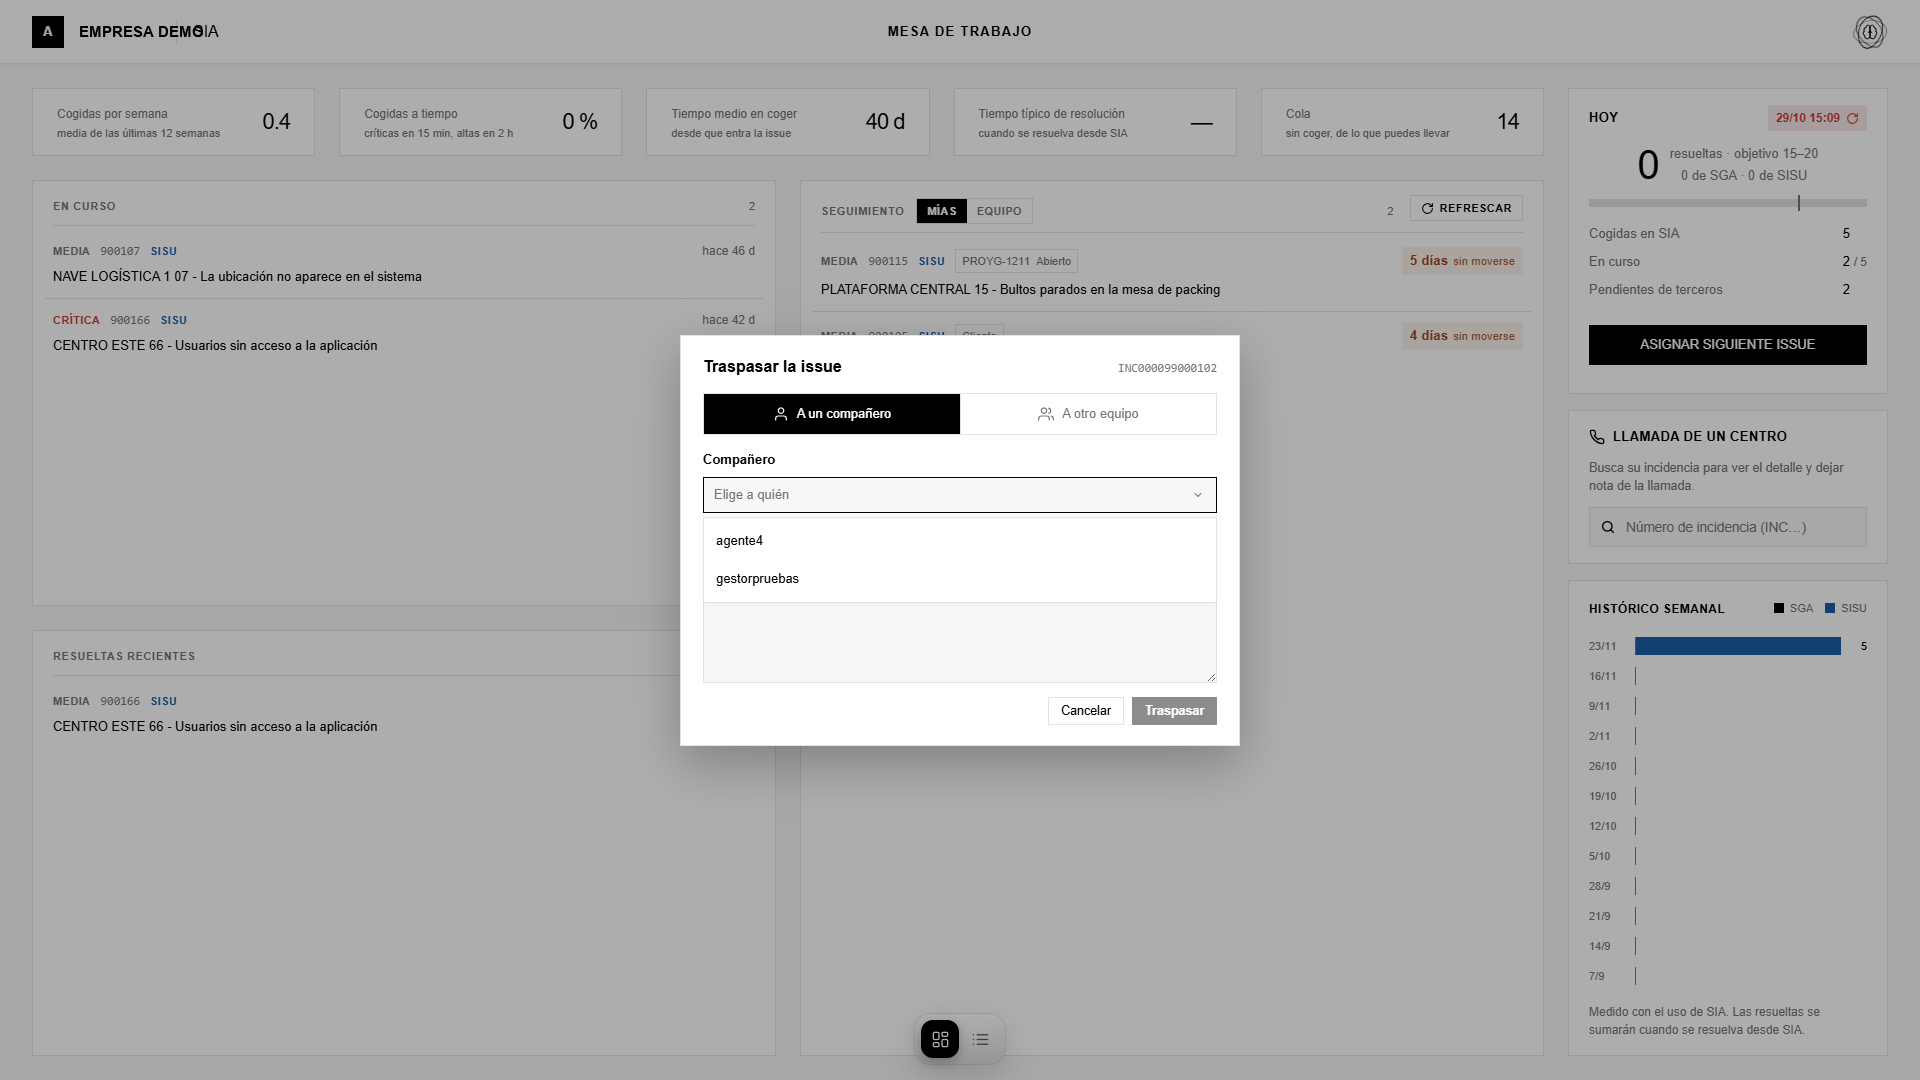 A EMPRESA DEMO SIA
MESA DE TRABAJO
Cogidas por semana
media de las últimas 12 semanas
0.4
Cogidas a tiempo
críticas en 15 min, altas en 2 h
0 %
Tiempo medio en coger
desde que entra la issue
40 d
Tiempo típico de resolución
cuando se resuelva desde SIA
—
Cola
sin coger, de lo que puedes llevar
14
EN CURSO 2
MEDIA 900107 SISU hace 46 d
NAVE LOGÍSTICA 1 07 - La ubicación no aparece en el sistema
CRÍTICA 900166 SISU hace 42 d
CENTRO ESTE 66 - Usuarios sin acceso a la aplicación
RESUELTAS RECIENTES
MEDIA 900166 SISU
CENTRO ESTE 66 - Usuarios sin acceso a la aplicación
SEGUIMIENTO MÍAS EQUIPO 2 REFRESCAR
MEDIA 900115 SISU PROYG-1211 Abierto 5 días sin moverse
PLATAFORMA CENTRAL 15 - Bultos parados en la mesa de packing
4 días sin moverse
Traspasar la issue INC000099000102
A un compañero A otro equipo
Compañero
Elige a quién
agente4
gestorpruebas
Cancelar Traspasar
HOY 29/10 15:09
0 resueltas · objetivo 15–20
0 de SGA · 0 de SISU
Cogidas en SIA 5
En curso 2 / 5
Pendientes de terceros 2
ASIGNAR SIGUIENTE ISSUE
LLAMADA DE UN CENTRO
Busca su incidencia para ver el detalle y dejar
nota de la llamada.
Número de incidencia (INC…)
HISTÓRICO SEMANAL SGA SISU
23/11 5
16/11
9/11
2/11
26/10
19/10
12/10
5/10
28/9
21/9
14/9
7/9
Medido con el uso de SIA. Las resueltas se
sumarán cuando se resuelva desde SIA.